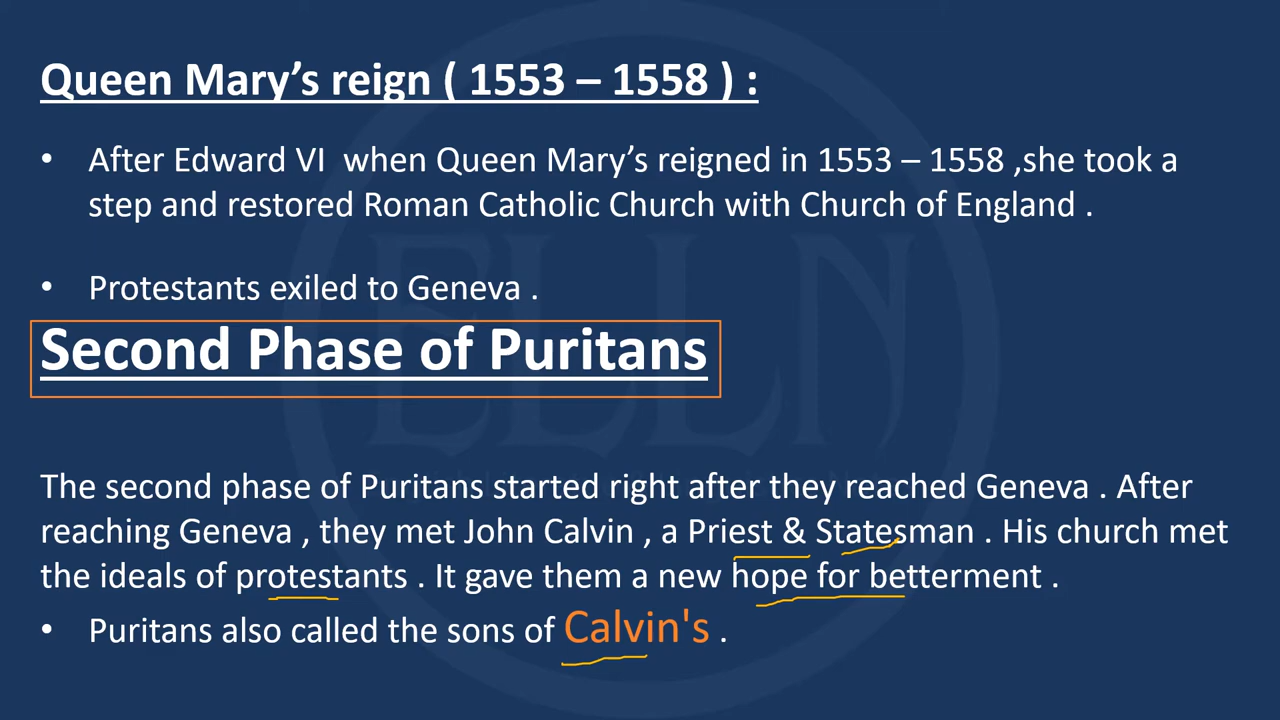 Queen Mary’s reign ( 1553 – 1558 ) :
• After Edward VI when Queen Mary’s reigned in 1553 – 1558 ,she took a
step and restored Roman Catholic Church with Church of England .
• Protestants exiled to Geneva .
Second Phase of Puritans
The second phase of Puritans started right after they reached Geneva . After
reaching Geneva , they met John Calvin , a Priest & Statesman . His church met
the ideals of protestants . It gave them a new hope for betterment .
• Puritans also called the sons of Calvin's .
ELLN